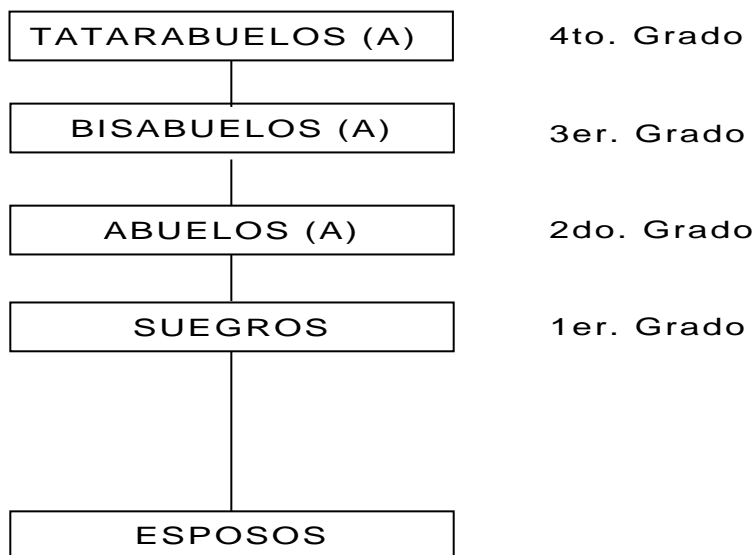 TATARABUELOS (A) 4to. Grado
BISABUELOS (A) 3er. Grado
ABUELOS (A) 2do. Grado
SUEGROS 1er. Grado
ESPOSOS